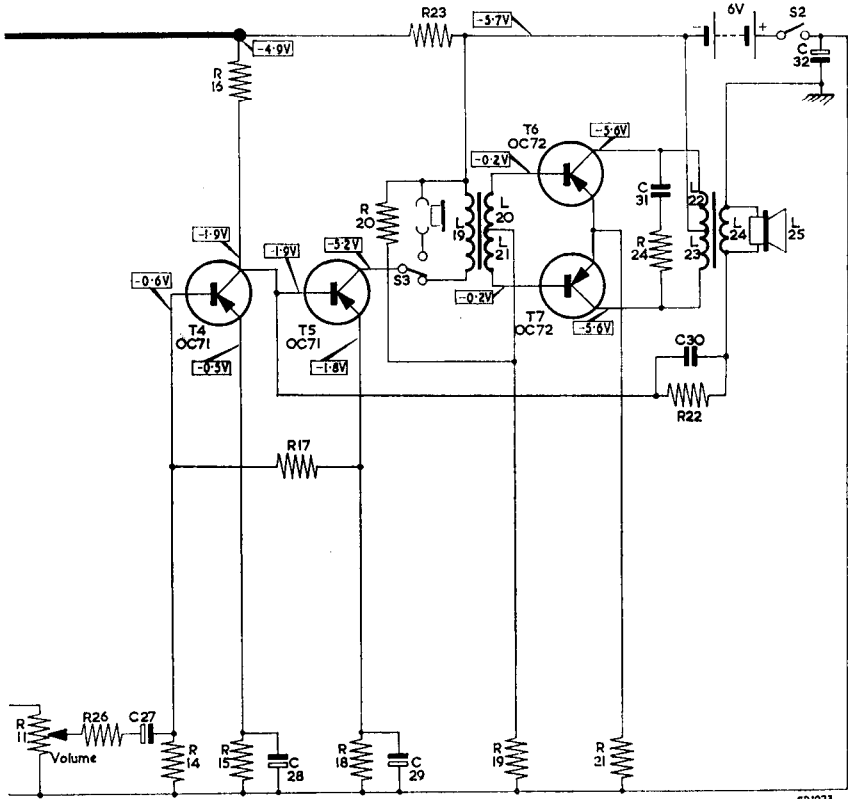 R23
-5.7V
6V
S2
-
+
-4.9V
C
32
R
16
T6
OC72
-5.6V
-0.2V
C
31
L
22
R
20
L
20
L
19
L
24
L
25
-1.9V
-5.2V
L
21
R
24
L
23
-1.9V
-0.6V
S3
-0.2V
T4
OC71
T5
OC71
T7
OC72
-5.6V
-0.5V
-1.8V
C30
R22
R17
R
11
R26
C27
Volume
R
14
R
15
C
28
R
18
C
29
R
19
R
21